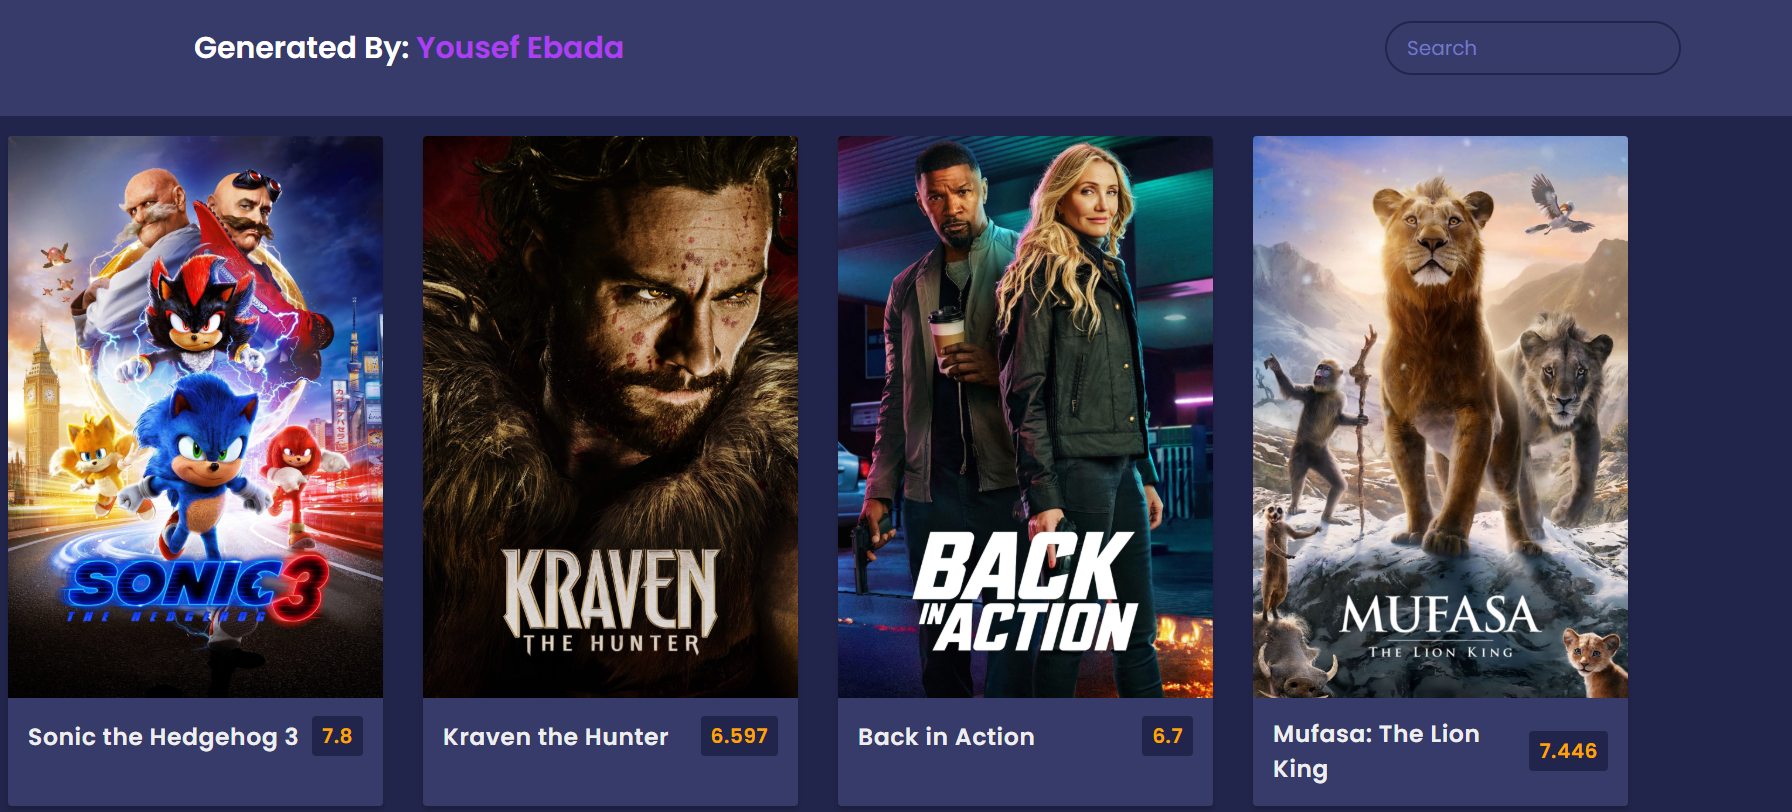 Generated By: Yousef Ebada
Search
SONIC 3
THE HEDGEHOG
KRAVEN
THE HUNTER
BACK
IN ACTION
MUFASA
THE LION KING
Sonic the Hedgehog 3 7.8
Kraven the Hunter 6.597
Back in Action 6.7
Mufasa: The Lion
King 7.446